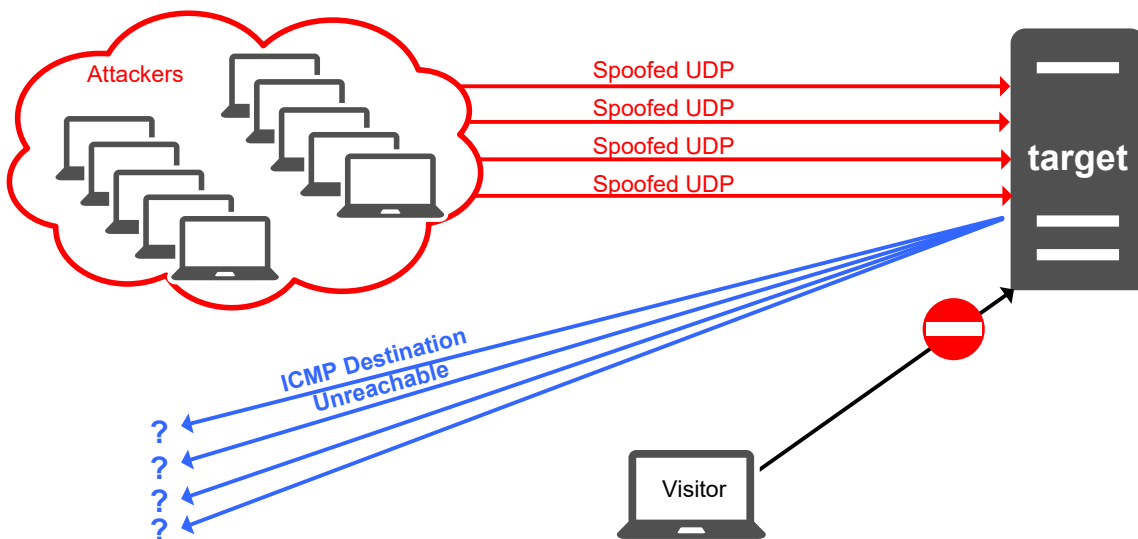 Attackers
Spoofed UDP
Spoofed UDP
Spoofed UDP
Spoofed UDP
target
ICMP Destination
Unreachable
?
?
?
?
Visitor